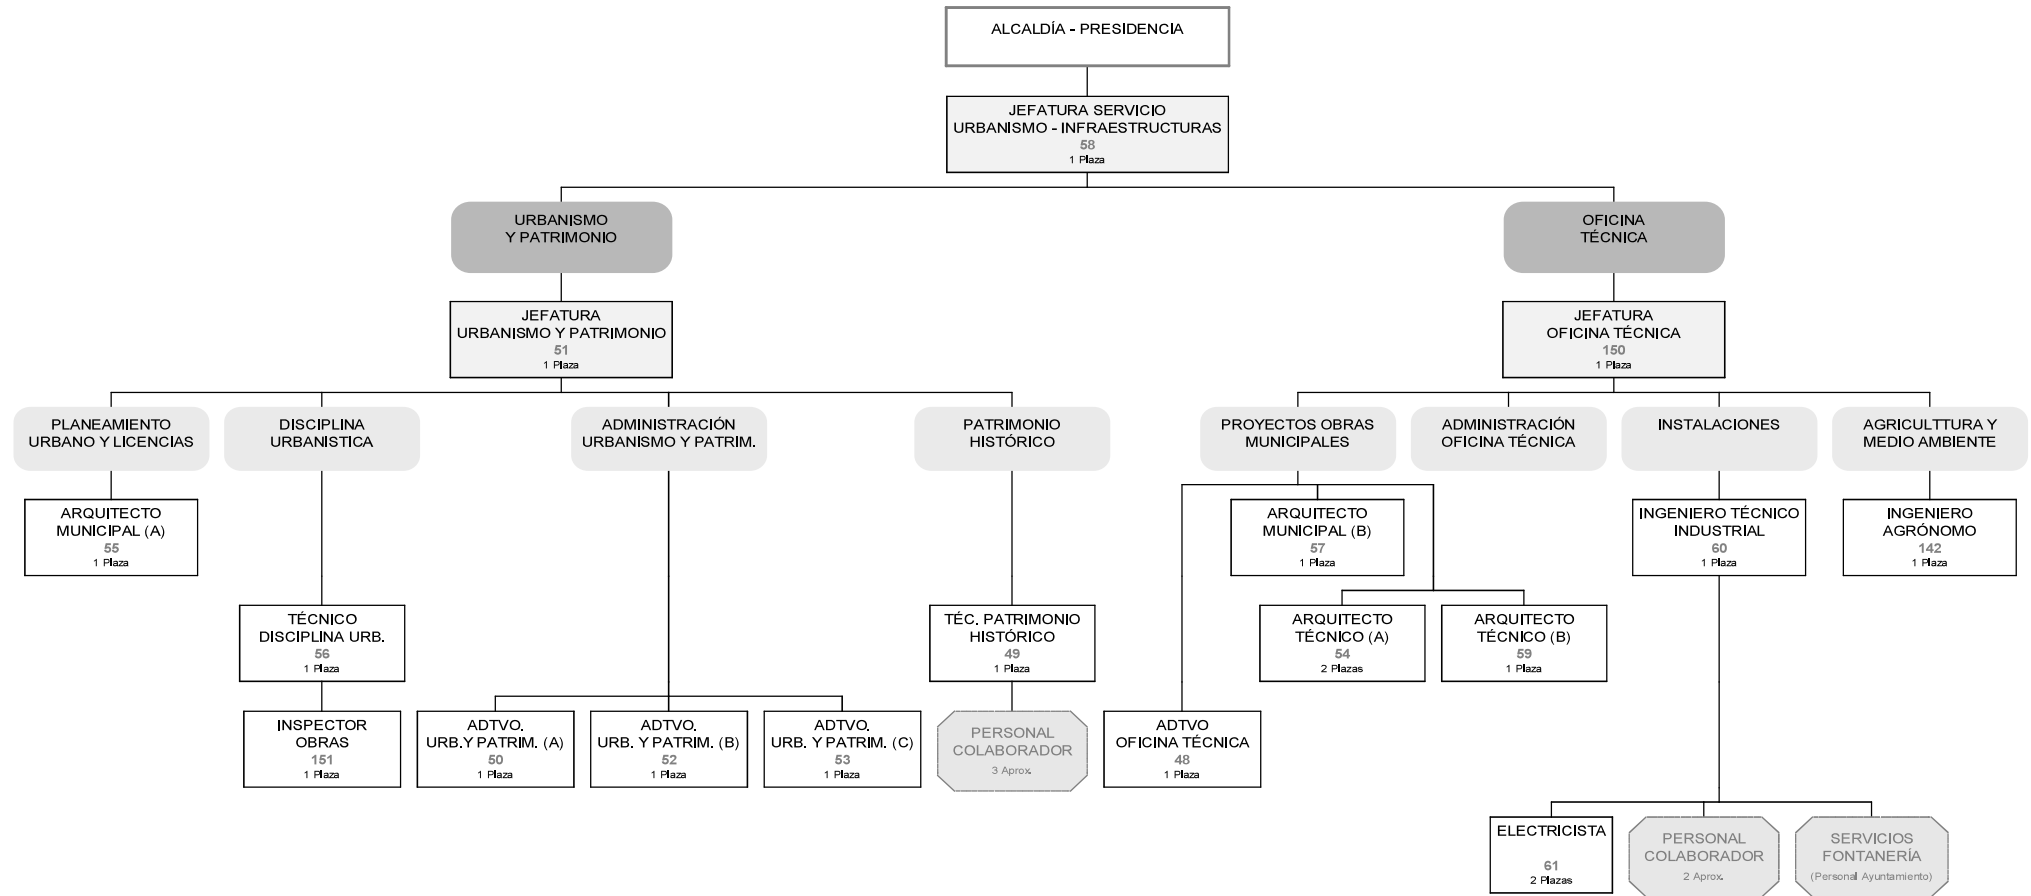 ALCALDÍA - PRESIDENCIA
JEFATURA SERVICIO
URBANISMO - INFRAESTRUCTURAS
58
1 Plaza
URBANISMO
Y PATRIMONIO
OFICINA
TÉCNICA
JEFATURA
URBANISMO Y PATRIMONIO
51
1 Plaza
JEFATURA
OFICINA TÉCNICA
150
1 Plaza
PLANEAMIENTO
URBANO Y LICENCIAS
DISCIPLINA
URBANISTICA
ADMINISTRACIÓN
URBANISMO Y PATRIM.
PATRIMONIO
HISTÓRICO
PROYECTOS OBRAS
MUNICIPALES
ADMINISTRACIÓN
OFICINA TÉCNICA
INSTALACIONES
AGRICULTTURA Y
MEDIO AMBIENTE
ARQUITECTO
MUNICIPAL (A)
55
1 Plaza
ARQUITECTO
MUNICIPAL (B)
57
1 Plaza
INGENIERO TÉCNICO
INDUSTRIAL
60
1 Plaza
INGENIERO
AGRÓNOMO
142
1 Plaza
TÉCNICO
DISCIPLINA URB.
56
1 Plaza
TÉC. PATRIMONIO
HISTÓRICO
49
1 Plaza
ARQUITECTO
TÉCNICO (A)
54
2 Plazas
ARQUITECTO
TÉCNICO (B)
59
1 Plaza
INSPECTOR
OBRAS
151
1 Plaza
ADTVO.
URB.Y PATRIM. (A)
50
1 Plaza
ADTVO.
URB. Y PATRIM. (B)
52
1 Plaza
ADTVO.
URB. Y PATRIM. (C)
53
1 Plaza
PERSONAL
COLABORADOR
3 Aprox.
ADTVO
OFICINA TÉCNICA
48
1 Plaza
ELECTRICISTA
61
2 Plazas
PERSONAL
COLABORADOR
2 Aprox.
SERVICIOS
FONTANERÍA
(Personal Ayuntamiento)